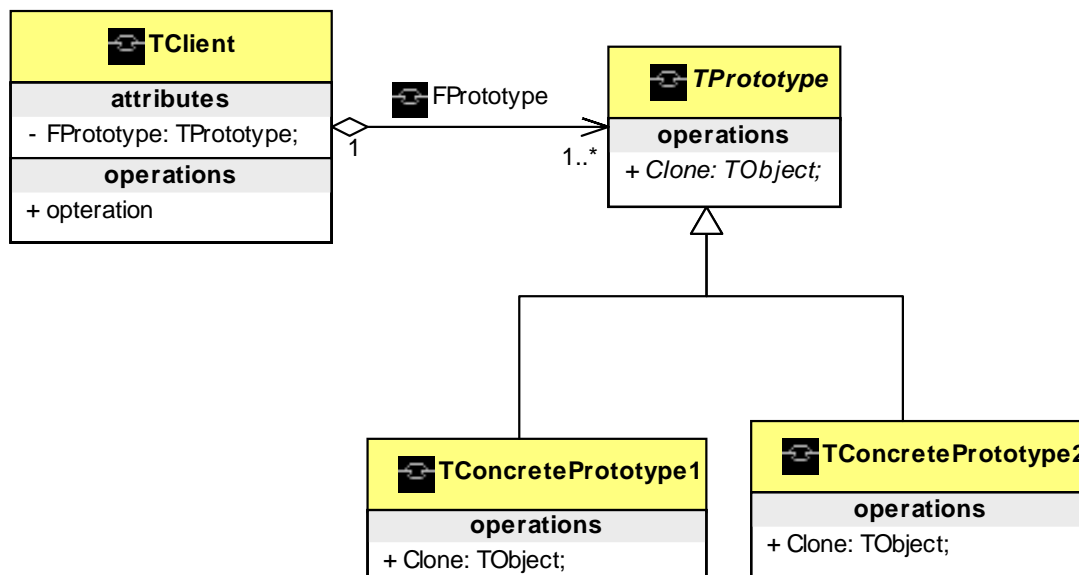 TClient
attributes
- FPrototype: TPrototype;
operations
+ opteration
FPrototype
1
1..*
TPrototype
operations
+ Clone: TObject;
TConcretePrototype1
operations
+ Clone: TObject;
TConcretePrototype2
operations
+ Clone: TObject;